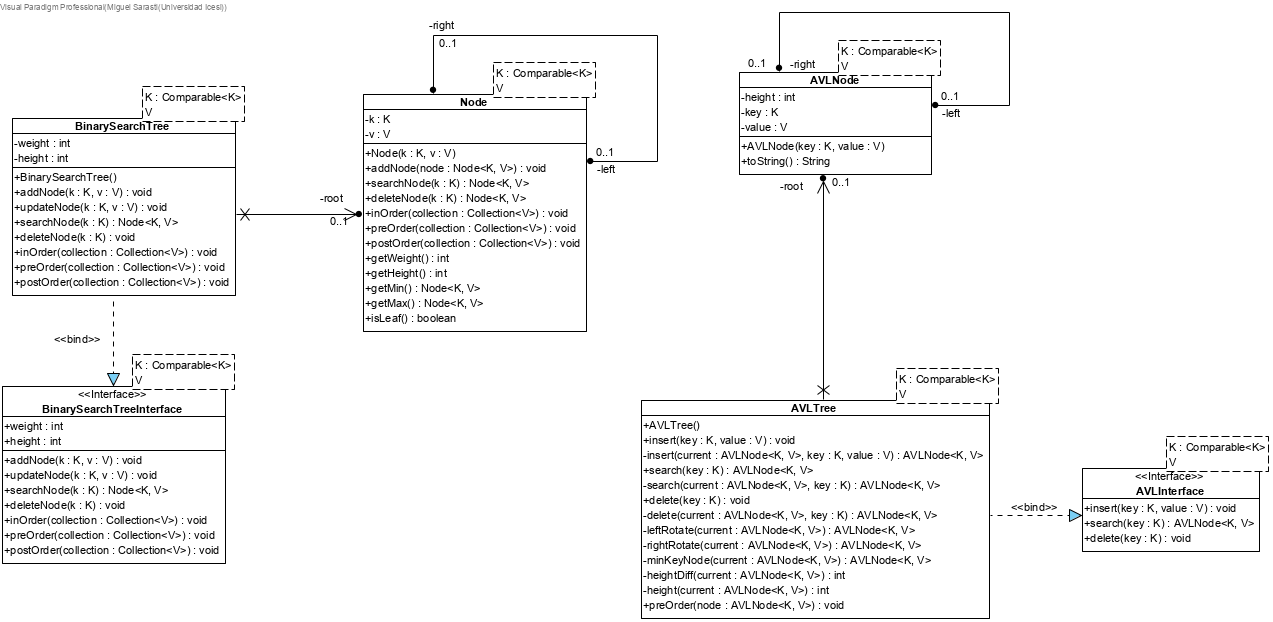 Visual Paradigm Professional(Miguel Sarasti(Universidad Icesi))
K : Comparable<K>
V
BinarySearchTree
-weight : int
-height : int
+BinarySearchTree()
+addNode(k : K, v : V) : void
+updateNode(k : K, v : V) : void
+searchNode(k : K) : Node<K, V>
+deleteNode(k : K) : void
+inOrder(collection : Collection<V>) : void
+preOrder(collection : Collection<V>) : void
+postOrder(collection : Collection<V>) : void
<<bind>>
K : Comparable<K>
V
<<Interface>>
BinarySearchTreeInterface
+weight : int
+height : int
+addNode(k : K, v : V) : void
+updateNode(k : K, v : V) : void
+searchNode(k : K) : Node<K, V>
+deleteNode(k : K) : void
+inOrder(collection : Collection<V>) : void
+preOrder(collection : Collection<V>) : void
+postOrder(collection : Collection<V>) : void
-root
0..1
-right
0..1
K : Comparable<K>
V
Node
-k : K
-v : V
+Node(k : K, v : V)
+addNode(node : Node<K, V>) : void
+searchNode(k : K) : Node<K, V>
+deleteNode(k : K) : Node<K, V>
+inOrder(collection : Collection<V>) : void
+preOrder(collection : Collection<V>) : void
+postOrder(collection : Collection<V>) : void
+getWeight() : int
+getHeight() : int
+getMin() : Node<K, V>
+getMax() : Node<K, V>
+isLeaf() : boolean
0..1
-left
0..1
-right
K : Comparable<K>
V
AVLNode
-height : int
-key : K
-value : V
+AVLNode(key : K, value : V)
+toString() : String
0..1
-left
-root
0..1
K : Comparable<K>
V
AVLTree
+AVLTree()
+insert(key : K, value : V) : void
-insert(current : AVLNode<K, V>, key : K, value : V) : AVLNode<K, V>
+search(key : K) : AVLNode<K, V>
-search(current : AVLNode<K, V>, key : K) : AVLNode<K, V>
+delete(key : K) : void
-delete(current : AVLNode<K, V>, key : K) : AVLNode<K, V>
-leftRotate(current : AVLNode<K, V>) : AVLNode<K, V>
-rightRotate(current : AVLNode<K, V>) : AVLNode<K, V>
-minKeyNode(current : AVLNode<K, V>) : AVLNode<K, V>
-heightDiff(current : AVLNode<K, V>) : int
-height(current : AVLNode<K, V>) : int
+preOrder(node : AVLNode<K, V>) : void
<<bind>>
K : Comparable<K>
V
<<Interface>>
AVLInterface
+insert(key : K, value : V) : void
+search(key : K) : AVLNode<K, V>
+delete(key : K) : void